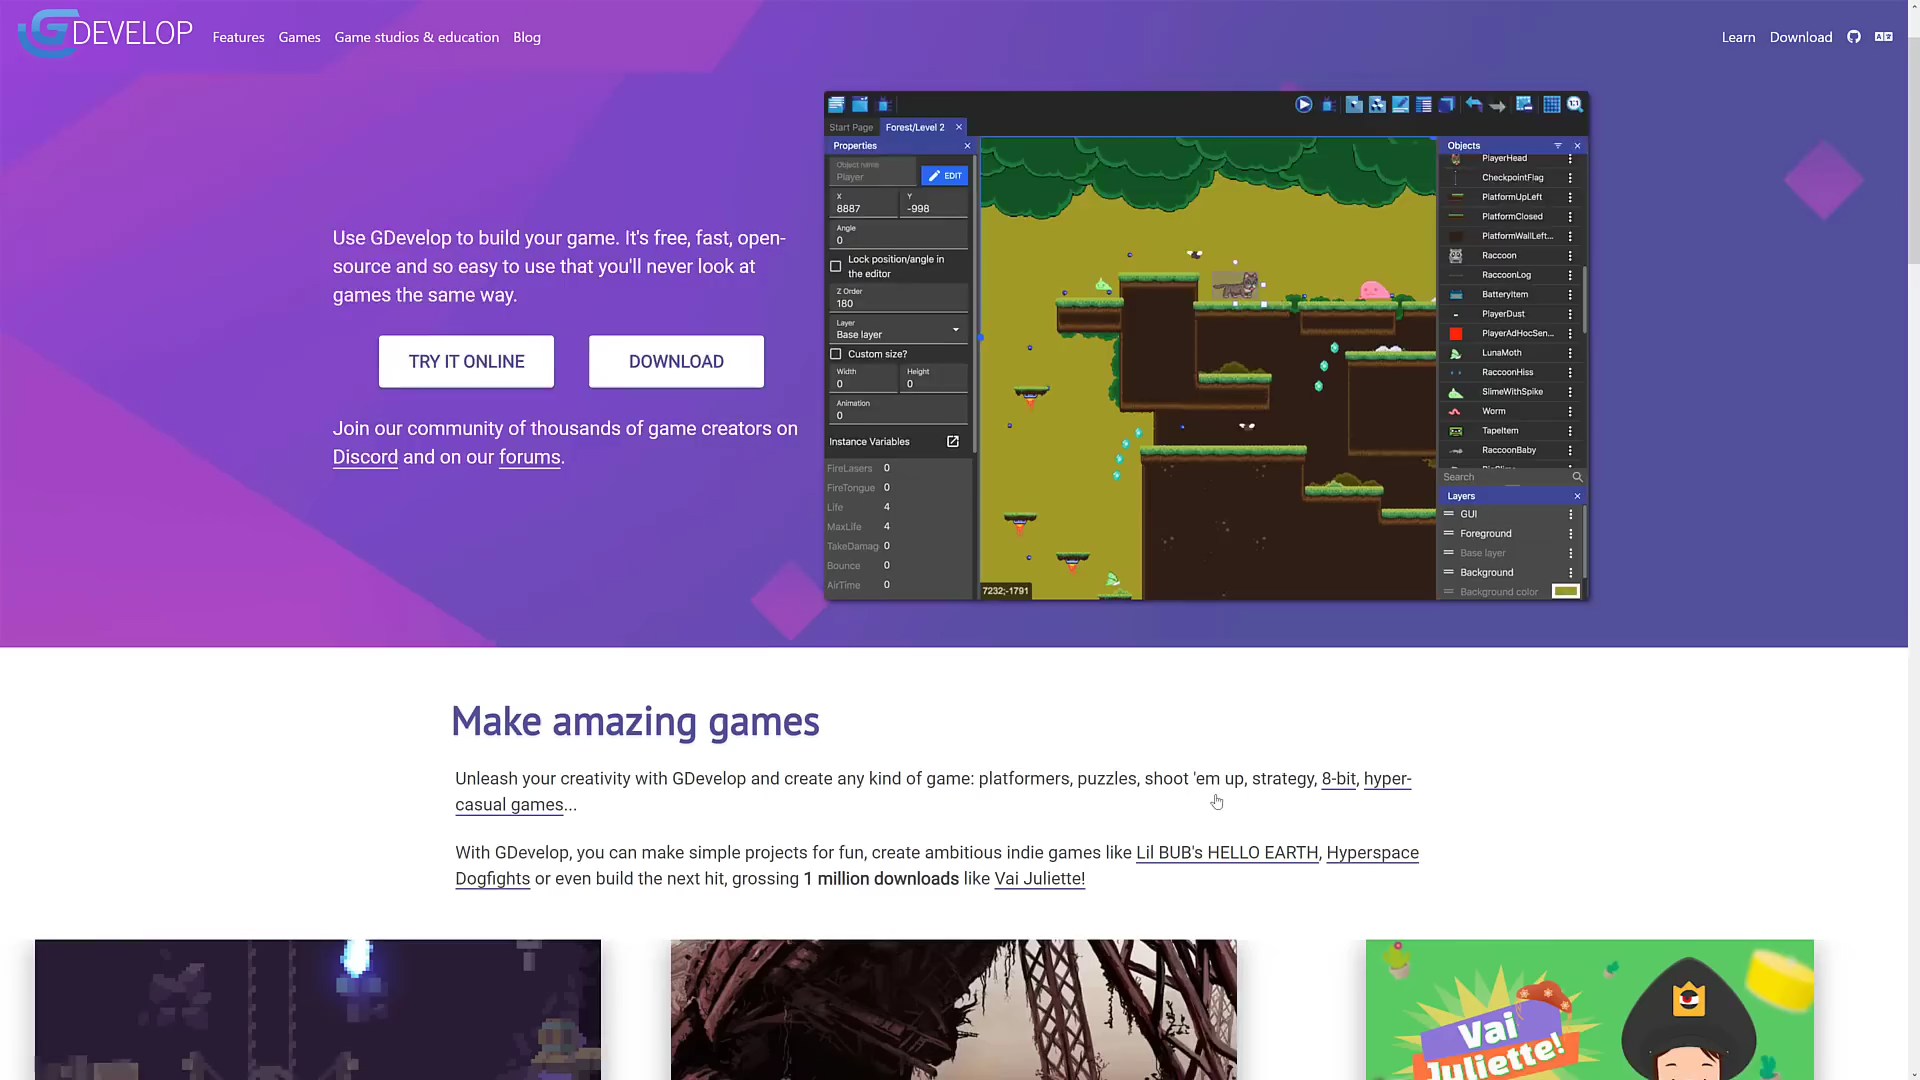 GDEVELOP
Features
Games
Game studios & education
Blog
Learn
Download
Use GDevelop to build your game. It's free, fast, open-
source and so easy to use that you'll never look at
games the same way.
TRY IT ONLINE
DOWNLOAD
Join our community of thousands of game creators on
Discord and on our forums.
Start Page
Forest/Level 2
Properties
Object name
Player
EDIT
X
8887
Y
-998
Angle
0
Lock position/angle in
the editor
Z Order
180
Layer
Base layer
Custom size?
Width
0
Height
0
Animation
0
Instance Variables
FireLasers 0
FireTongue 0
Life 4
MaxLife 4
TakeDamag 0
Bounce 0
AirTime 0
7232;-1791
Objects
PlayerHead
CheckpointFlag
PlatformUpLeft
PlatformClosed
PlatformWallLeft...
Raccoon
RaccoonLog
BatteryItem
PlayerDust
PlayerAdHocSen...
LunaMoth
RaccoonHiss
SlimeWithSpike
Worm
TapeItem
RaccoonBaby
Search
Layers
GUI
Foreground
Base layer
Background
Background color
Make amazing games
Unleash your creativity with GDevelop and create any kind of game: platformers, puzzles, shoot 'em up, strategy, 8-bit, hyper-
casual games...
With GDevelop, you can make simple projects for fun, create ambitious indie games like Lil BUB's HELLO EARTH, Hyperspace
Dogfights or even build the next hit, grossing 1 million downloads like Vai Juliette!
Vai
Juliette!